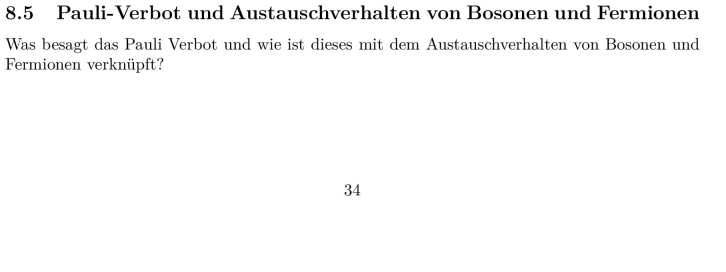 8.5 Pauli-Verbot und Austauschverhalten von Bosonen und Fermionen
Was besagt das Pauli Verbot und wie ist dieses mit dem Austauschverhalten von Bosonen und
Fermionen verknüpft?
34